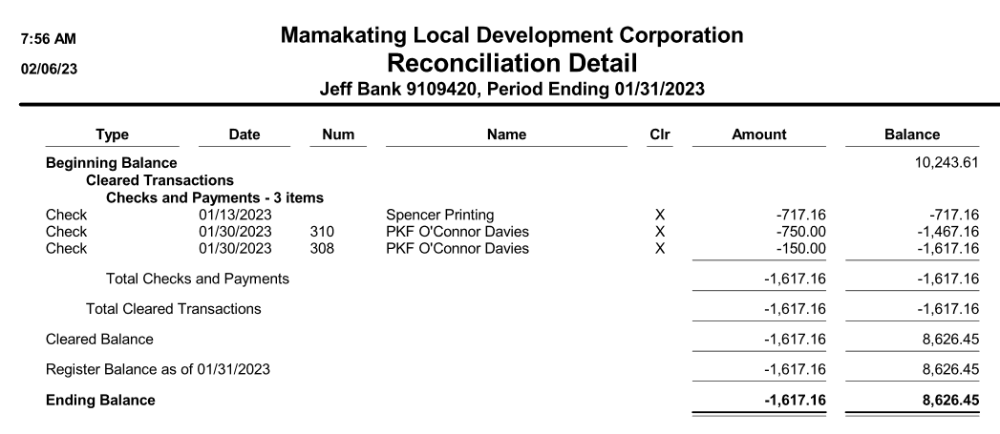 7:56 AM
Mamakating Local Development Corporation
02/06/23
Reconciliation Detail
Jeff Bank 9109420, Period Ending 01/31/2023
Type Date Num Name Clr Amount Balance
Beginning Balance 10,243.61
Cleared Transactions
Checks and Payments - 3 items
Check 01/13/2023 Spencer Printing X -717.16 -717.16
Check 01/30/2023 310 PKF O'Connor Davies X -750.00 -1,467.16
Check 01/30/2023 308 PKF O'Connor Davies X -150.00 -1,617.16
Total Checks and Payments -1,617.16 -1,617.16
Total Cleared Transactions -1,617.16 -1,617.16
Cleared Balance -1,617.16 8,626.45
Register Balance as of 01/31/2023 -1,617.16 8,626.45
Ending Balance -1,617.16 8,626.45